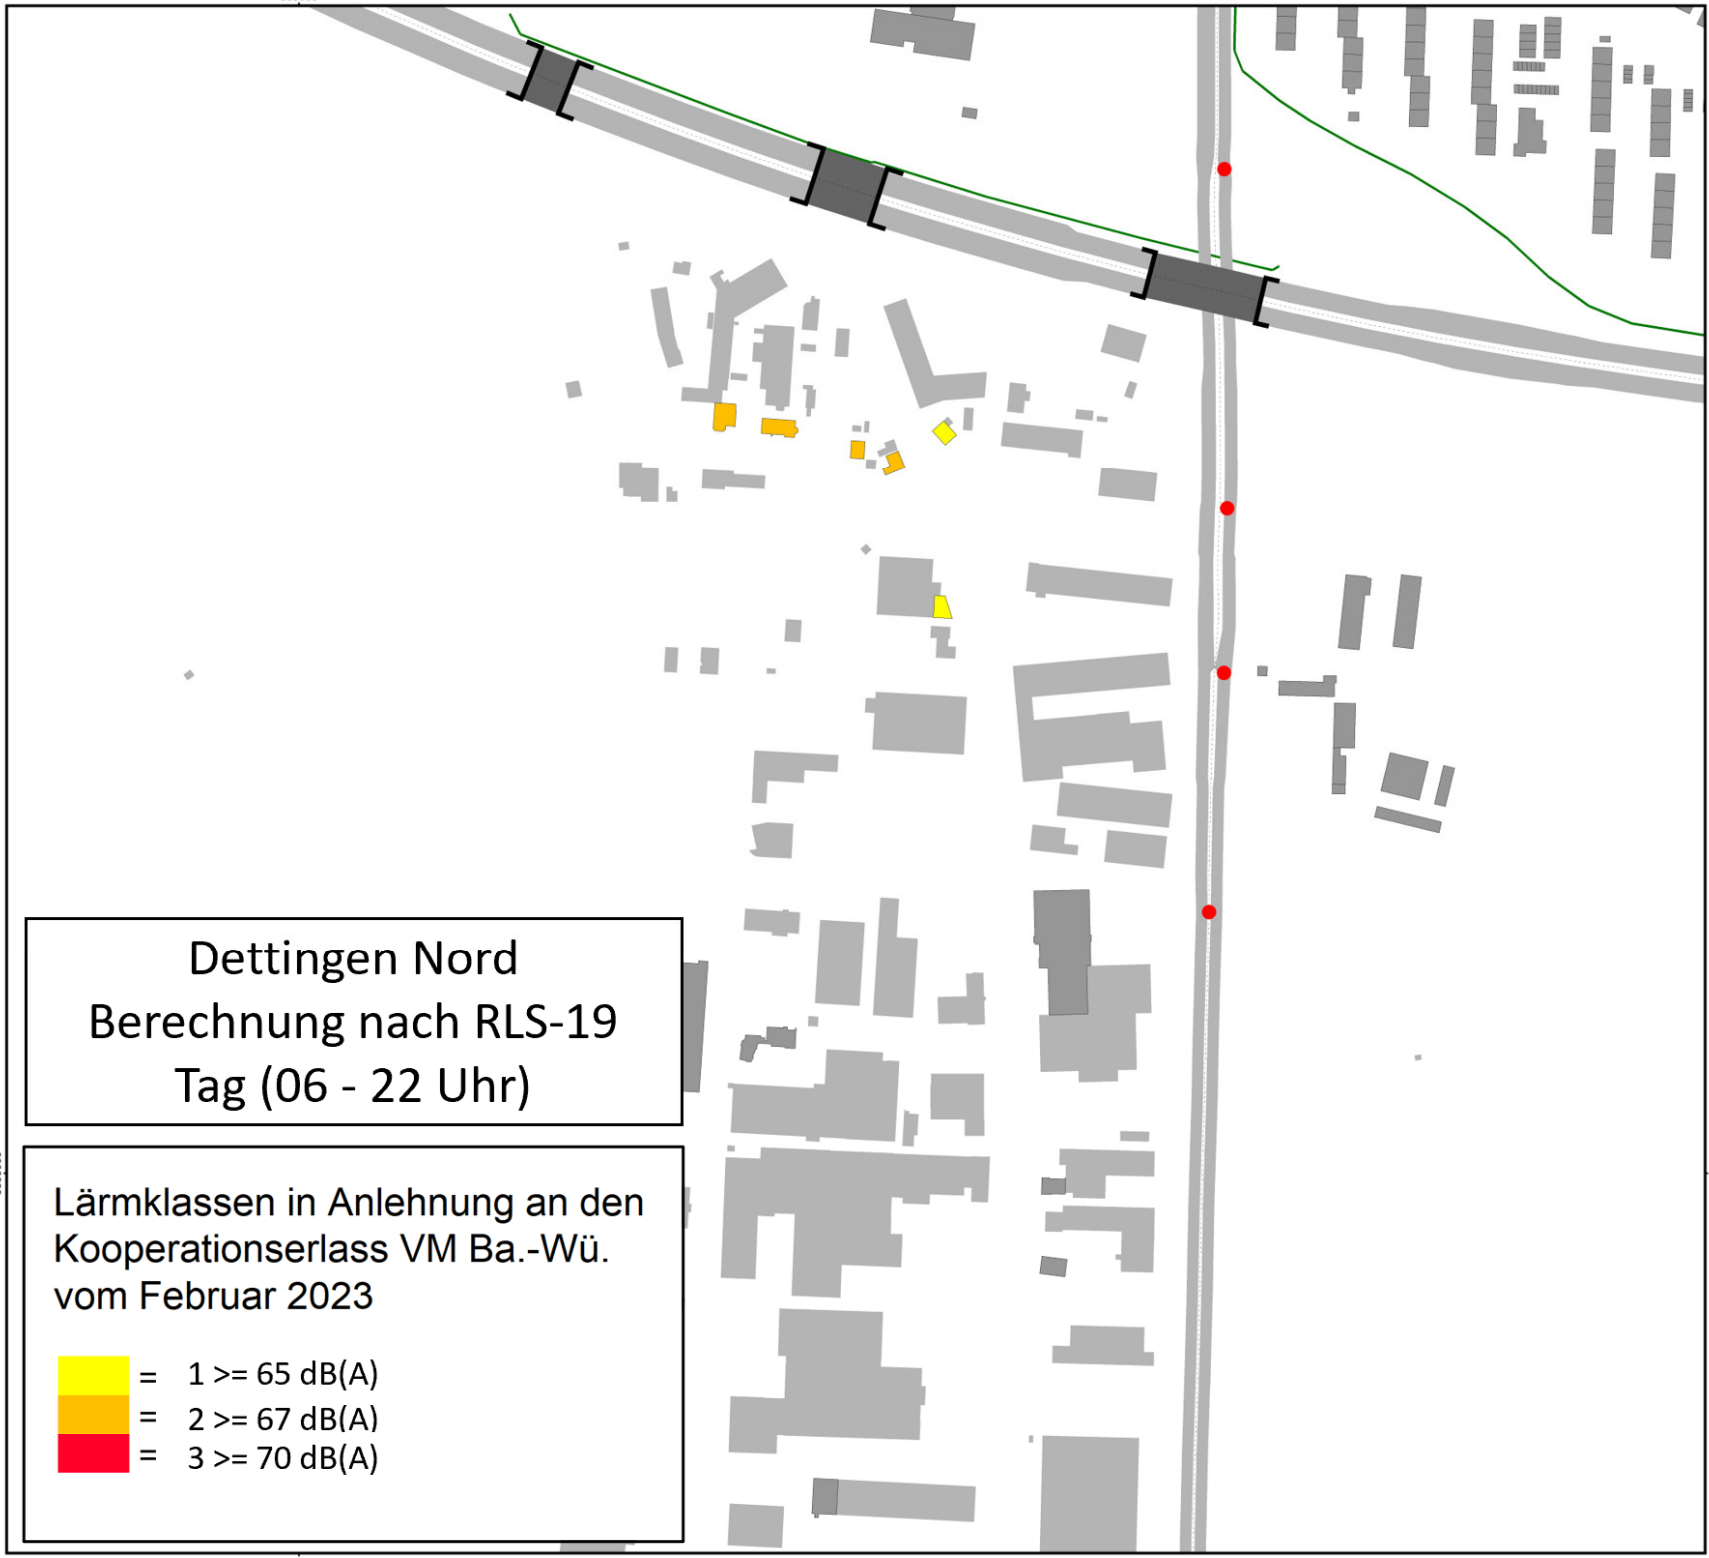 Dettingen Nord
Berechnung nach RLS-19
Tag (06 - 22 Uhr)
Lärmklassen in Anlehnung an den
Kooperationserlass VM Ba.-Wü.
vom Februar 2023
= 1 >= 65 dB(A)
= 2 >= 67 dB(A)
= 3 >= 70 dB(A)